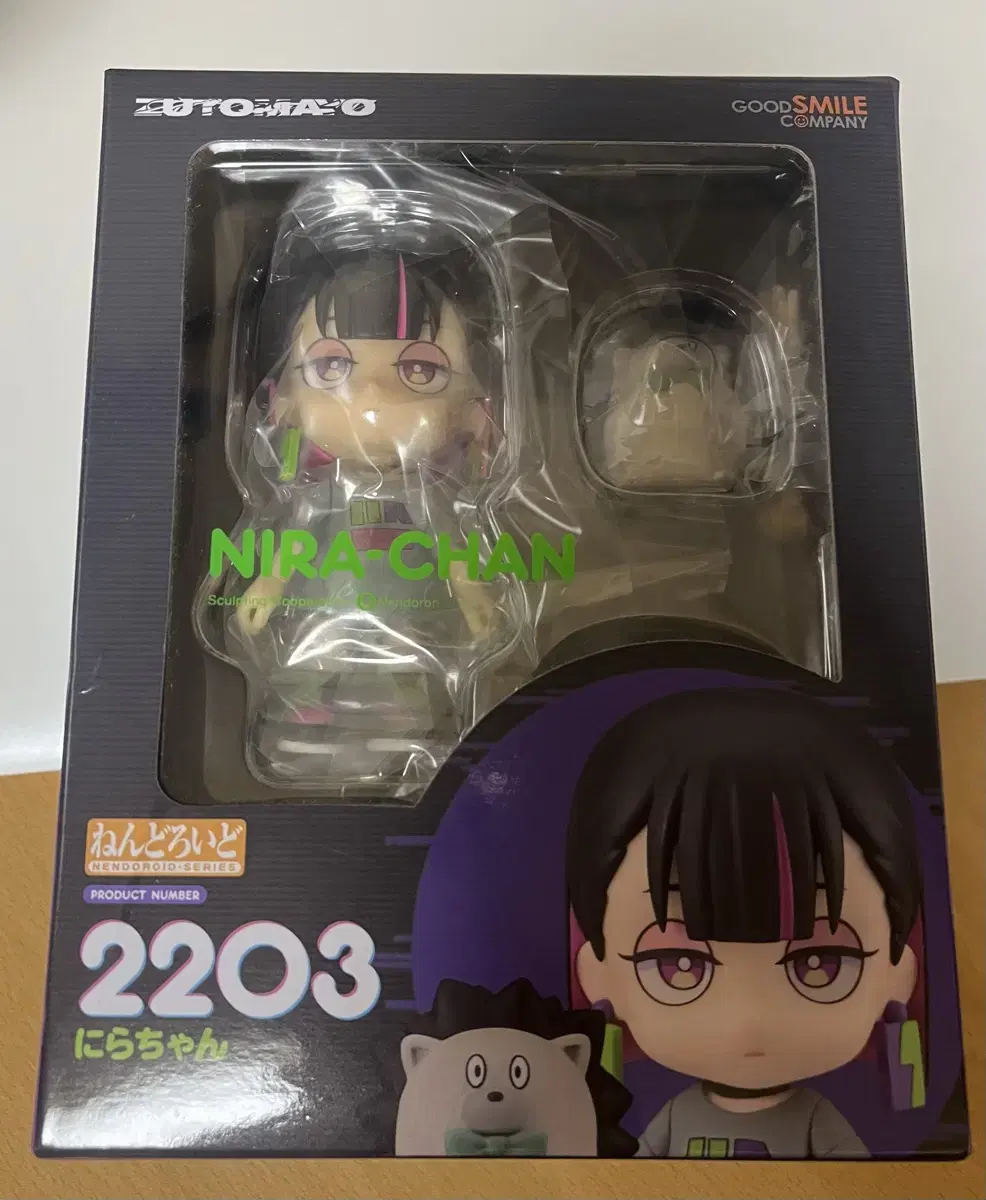 ZUTOMAYO
GOOD SMILE
COMPANY
NIRA-CHAN
Nendoron
ねんどろいど
NENDOROID-SERIES
PRODUCT NUMBER
2203
にらちゃん